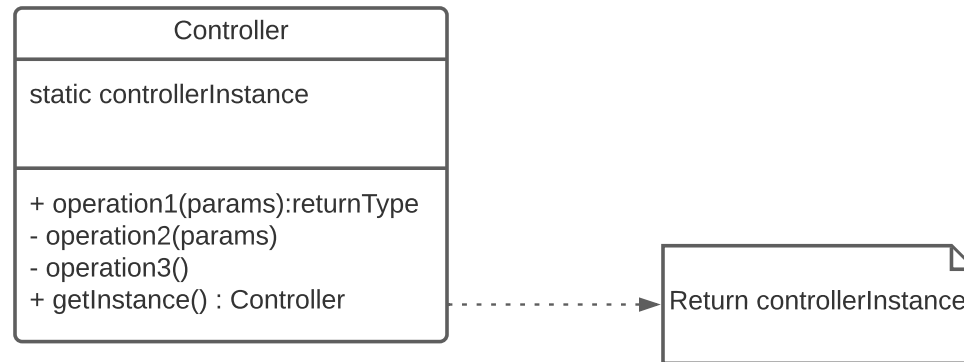 Controller
static controllerInstance
+ operation1(params):returnType
- operation2(params)
- operation3()
+ getInstance() : Controller
Return controllerInstance